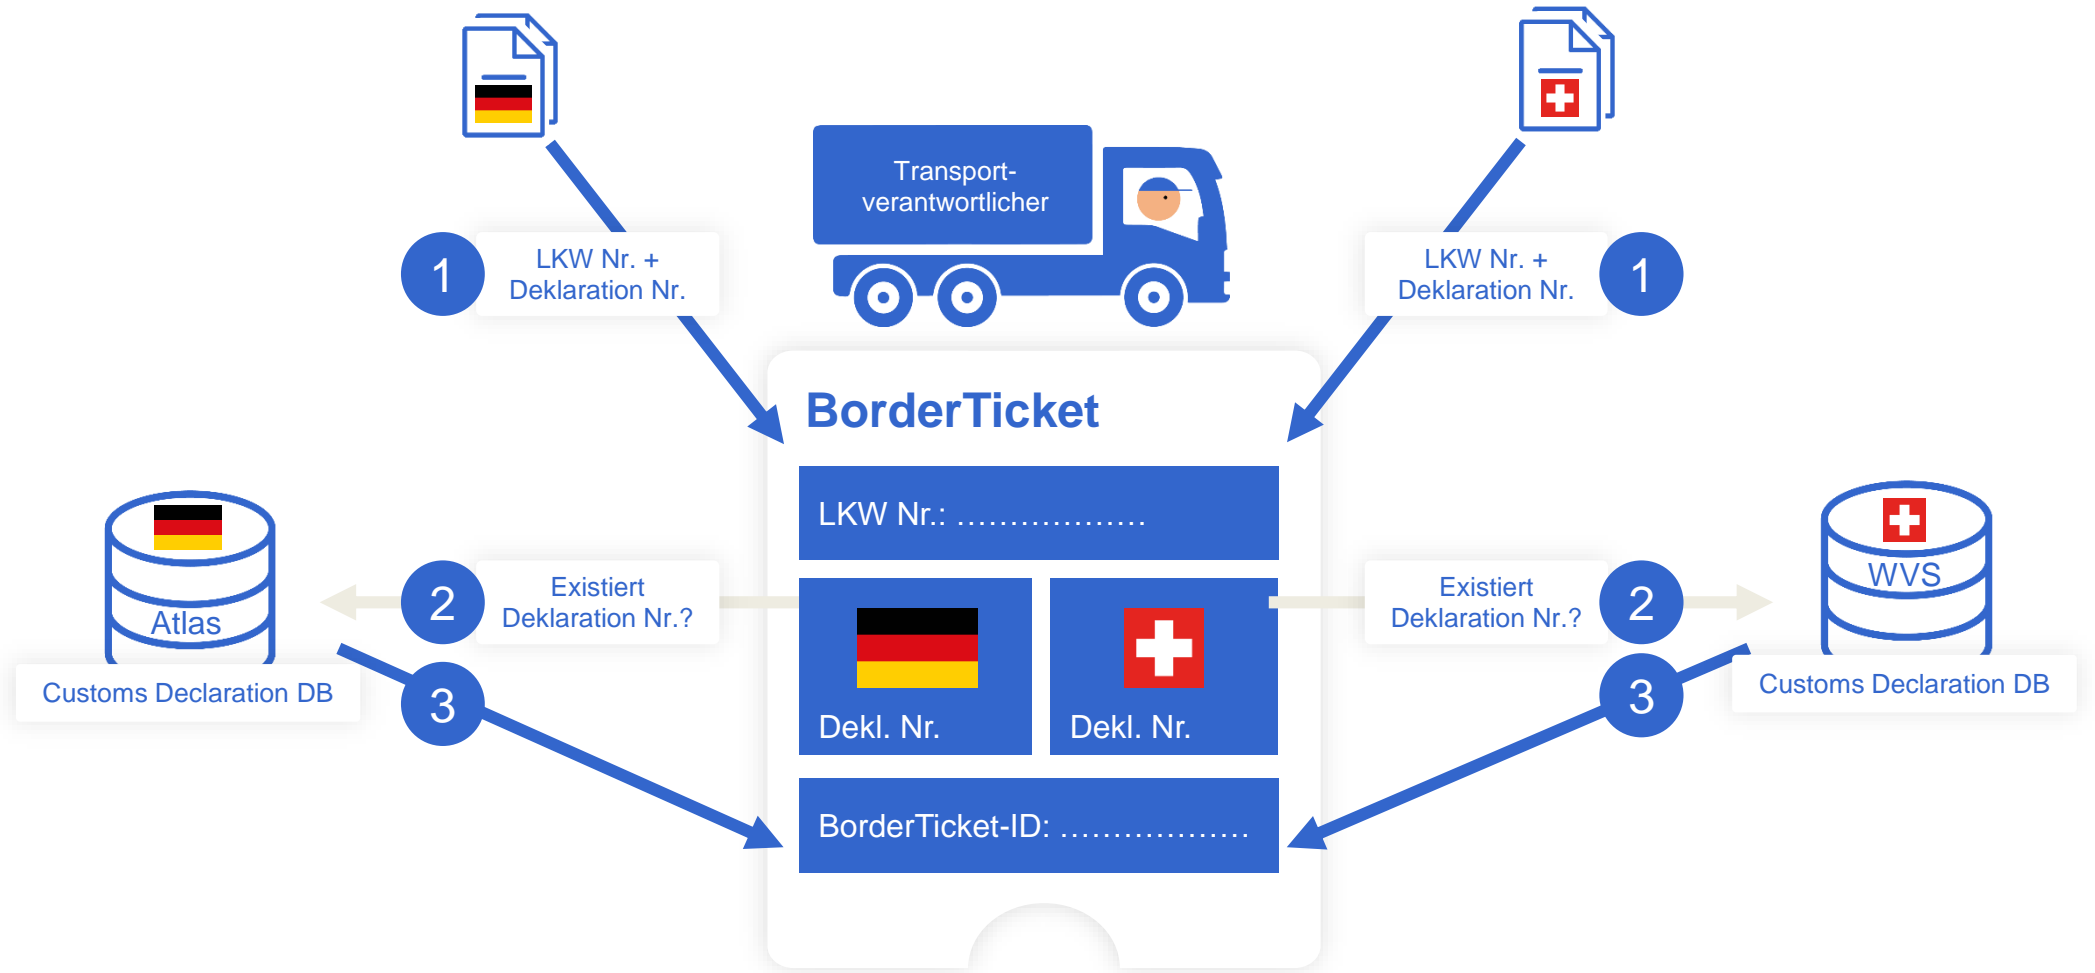 Transport-
verantwortlicher
1
LKW Nr. +
Deklaration Nr.
LKW Nr. +
Deklaration Nr.
1
BorderTicket
LKW Nr.: ………………
Atlas
Customs Declaration DB
2
Existiert
Deklaration Nr.?
3
Dekl. Nr.
Dekl. Nr.
Existiert
Deklaration Nr.?
2
3
WVS
Customs Declaration DB
BorderTicket-ID: ………………